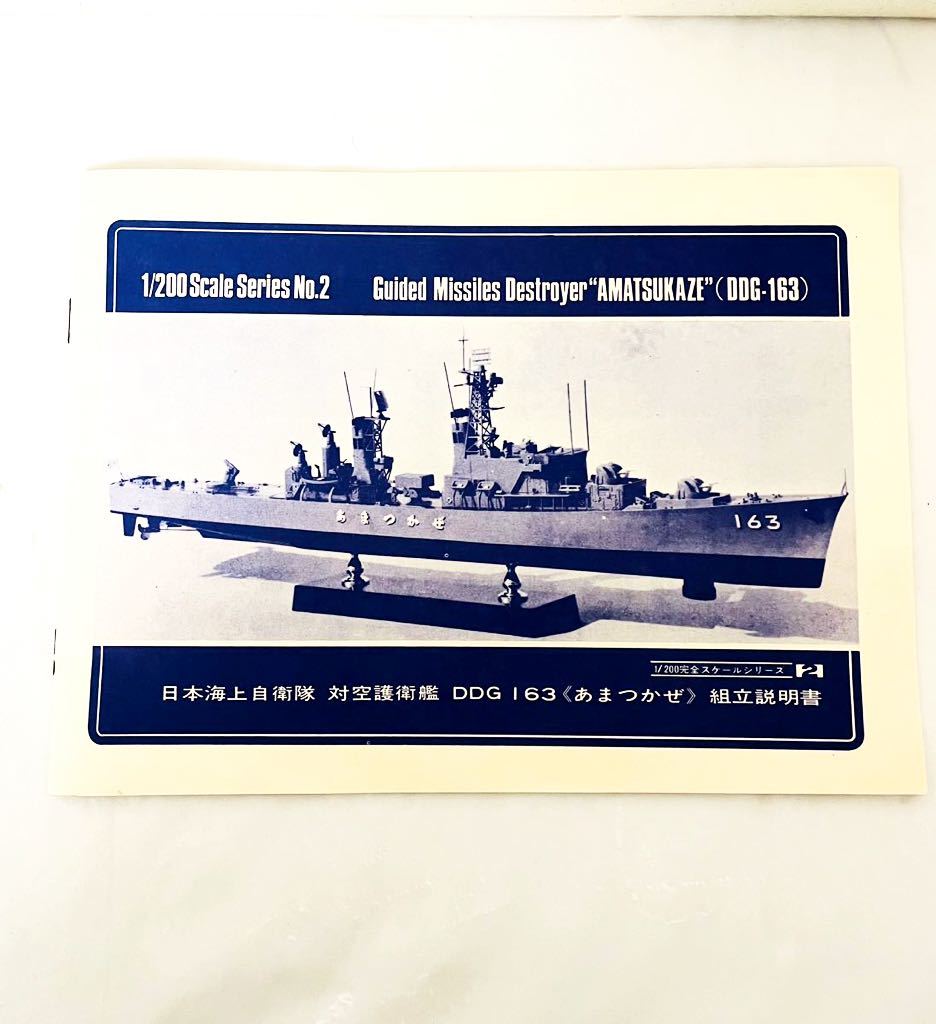 1/200 Scale Series No.2 Guided Missiles Destroyer “AMATSUKAZE”(DDG-163)
あまつかぜ
163
1/200完全スケールシリーズ 2
日本海上自衛隊 対空護衛艦 DDG 163《あまつかぜ》 組立説明書